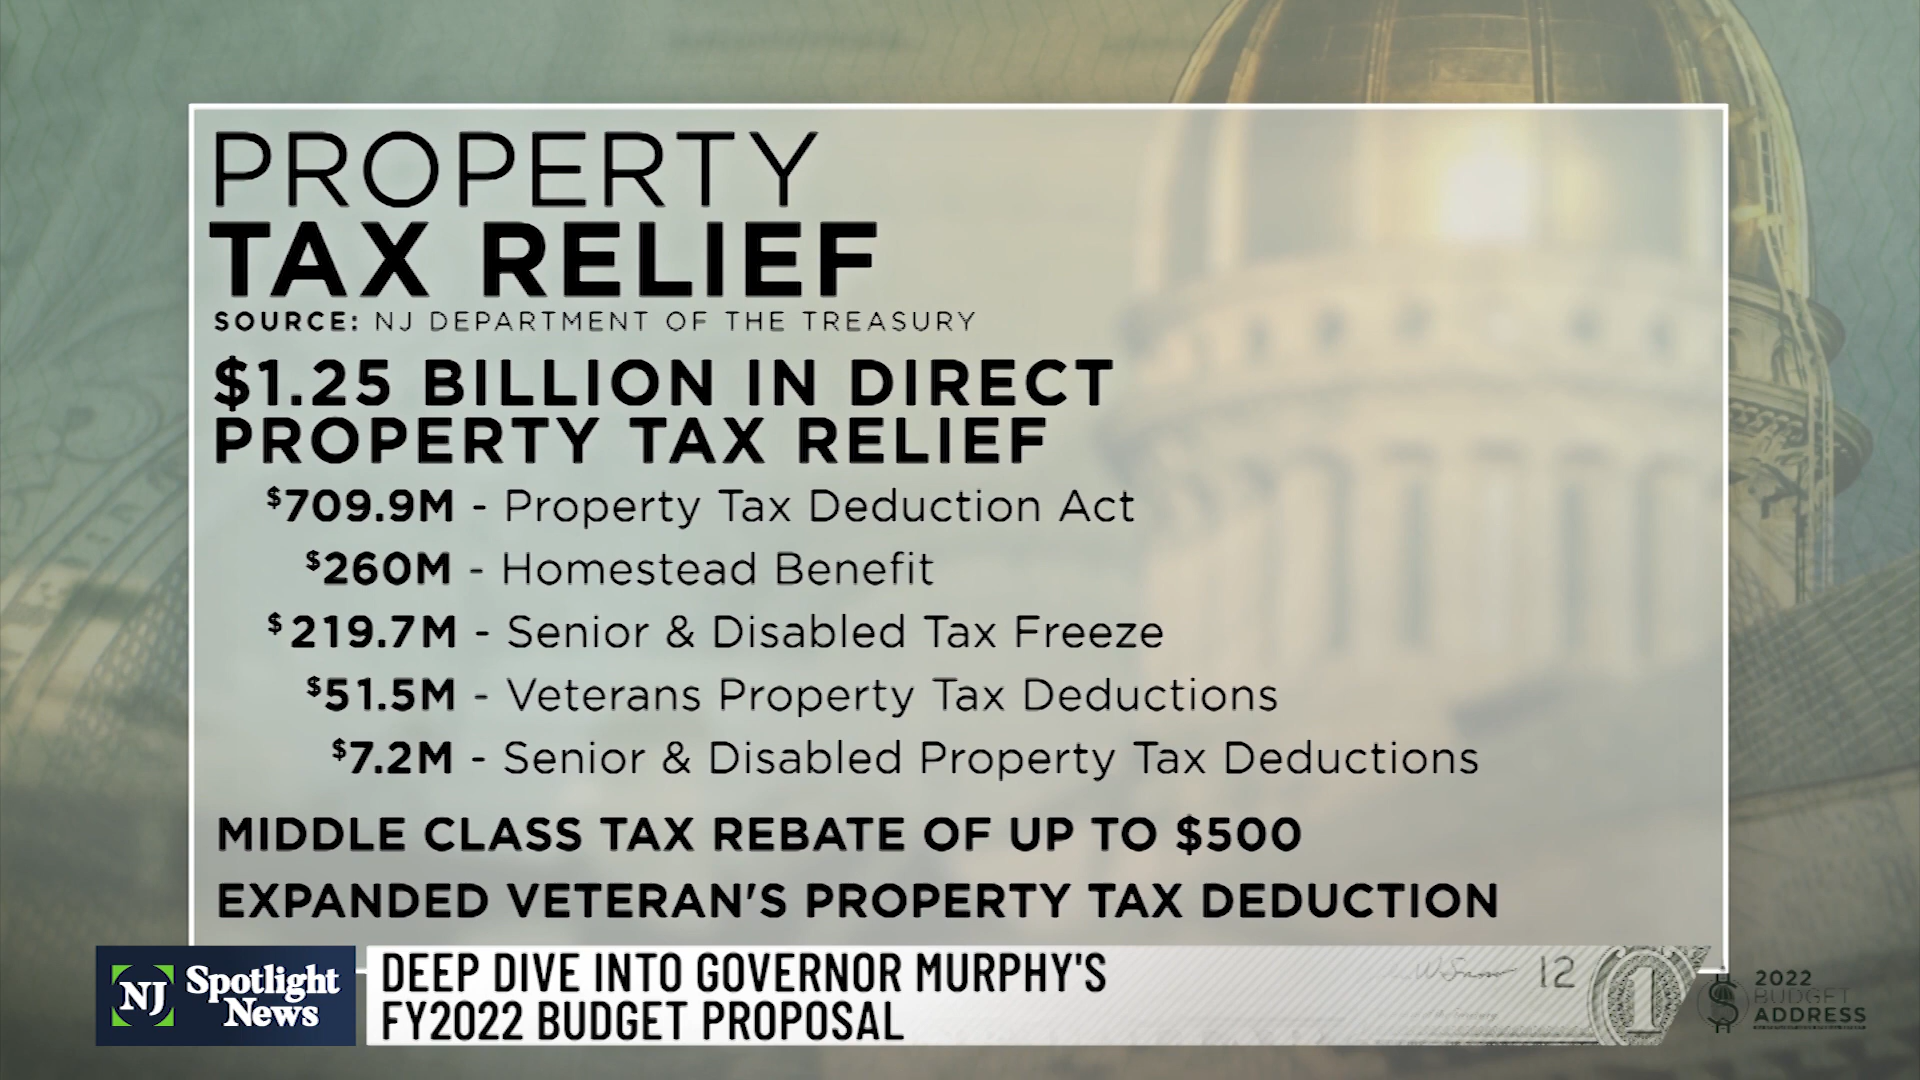 PROPERTY
TAX RELIEF
SOURCE: NJ DEPARTMENT OF THE TREASURY
$1.25 BILLION IN DIRECT
PROPERTY TAX RELIEF
$709.9M - Property Tax Deduction Act
$260M - Homestead Benefit
$219.7M - Senior & Disabled Tax Freeze
$51.5M - Veterans Property Tax Deductions
$7.2M - Senior & Disabled Property Tax Deductions
MIDDLE CLASS TAX REBATE OF UP TO $500
EXPANDED VETERAN'S PROPERTY TAX DEDUCTION
NJ Spotlight
News
DEEP DIVE INTO GOVERNOR MURPHY'S
FY2022 BUDGET PROPOSAL
12
1
$
2022
BUDGET
ADDRESS